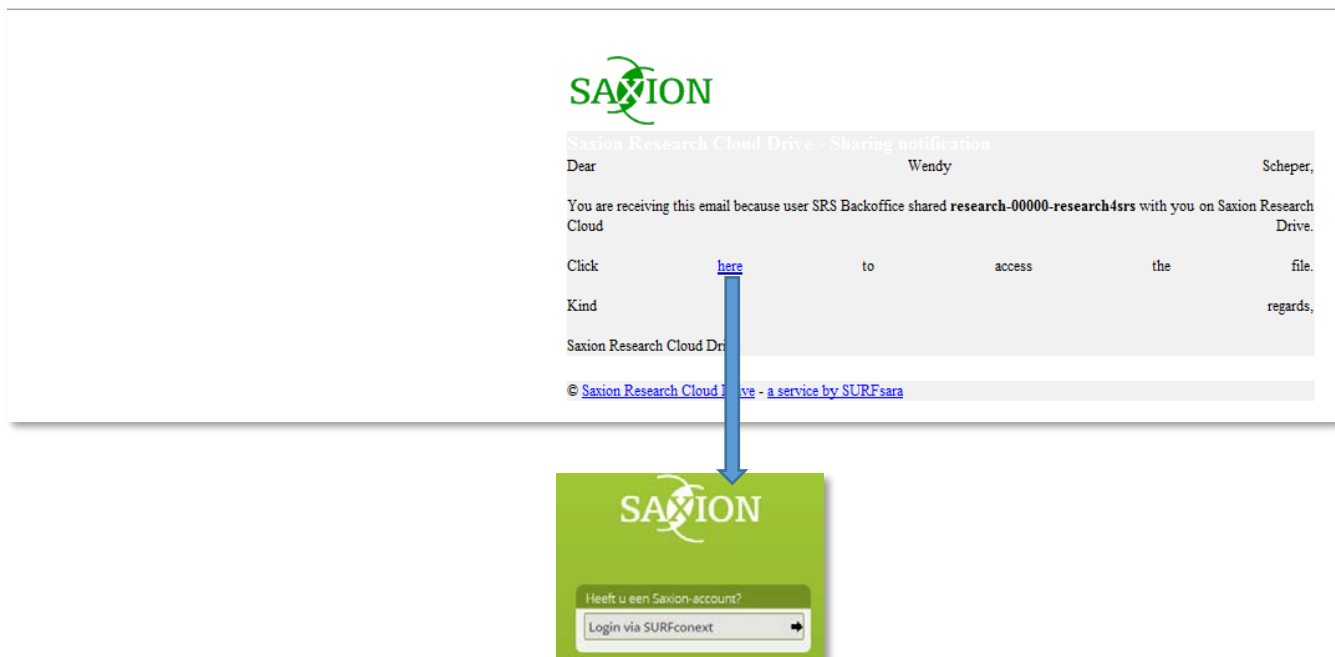 SAXION
Saxion Research Cloud Drive - Sharing notification
Dear Wendy Scheper,
You are receiving this email because user SRS Backoffice shared research-00000-research4srs with you on Saxion Research
Cloud Drive.
Click here to access the file.
Kind regards,
Saxion Research Cloud
© Saxion Research Cloud - a service by SURFsara
SAXION
Heeft u een Saxion-account?
Login via SURFconext